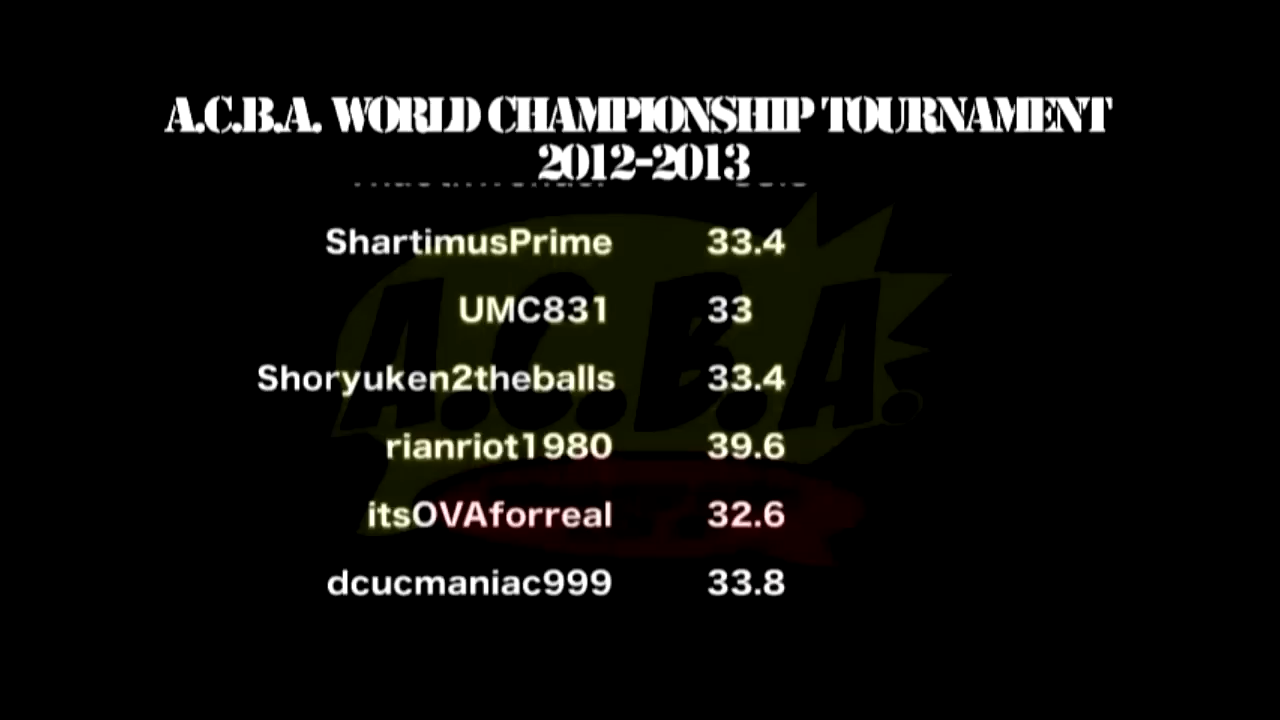 A.C.B.A. WORLD CHAMPIONSHIP TOURNAMENT
2012-2013
ShartimusPrime 33.4
UMC831 33
Shoryuken2theballs 33.4
rianriot1980 39.6
itsOVAforreal 32.6
dcucmaniac999 33.8
A.C.B.A.